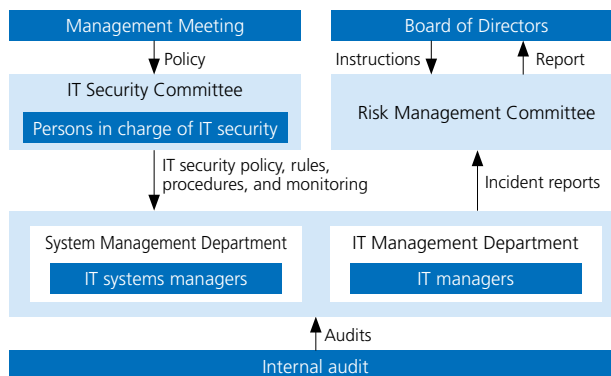 Management Meeting
Board of Directors
Policy
Instructions
Report
IT Security Committee
Persons in charge of IT security
Risk Management Committee
IT security policy, rules,
procedures, and monitoring
Incident reports
System Management Department
IT systems managers
IT Management Department
IT managers
Audits
Internal audit